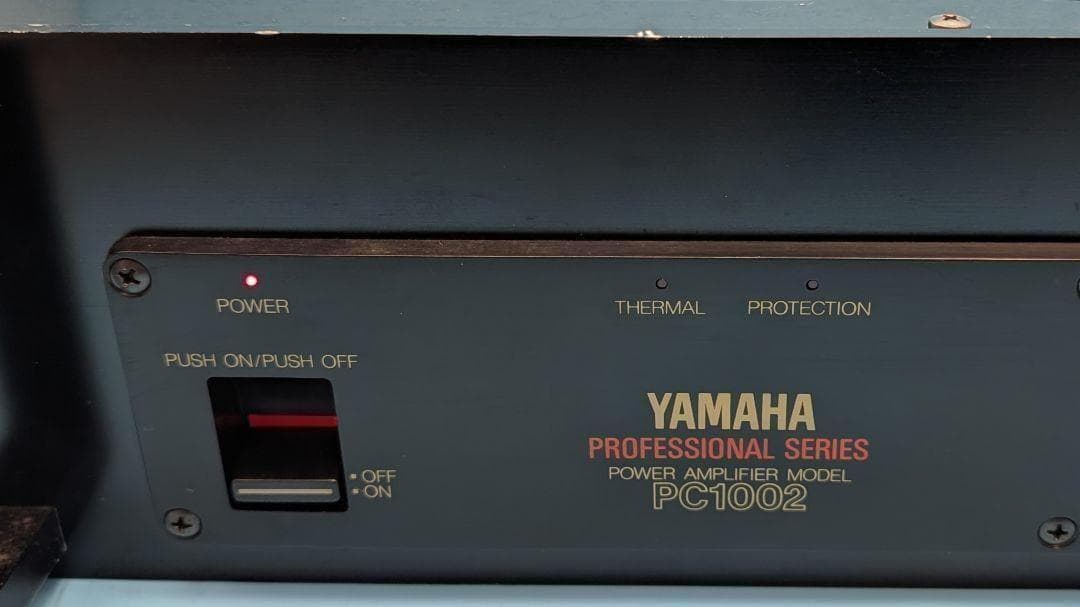 POWER
THERMAL
PROTECTION
PUSH ON/PUSH OFF
OFF
ON
YAMAHA
PROFESSIONAL SERIES
POWER AMPLIFIER MODEL
PC1002